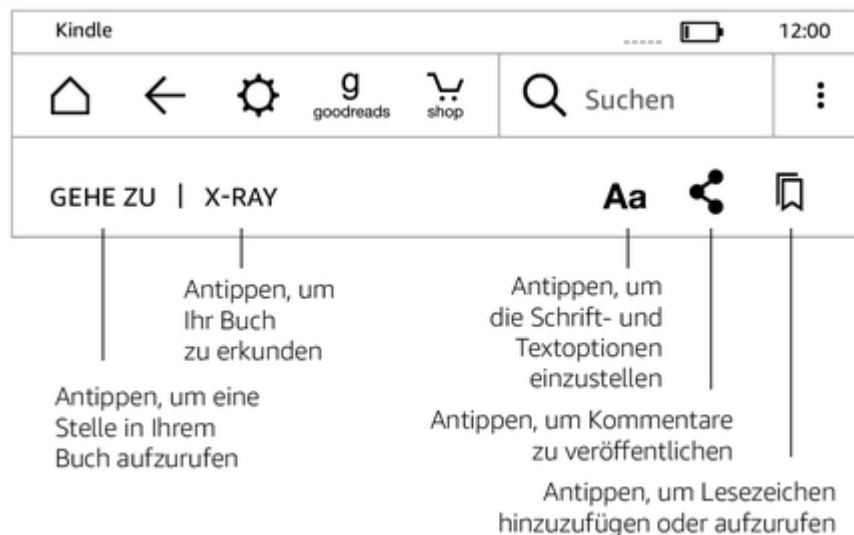 Kindle
12:00
g
goodreads
shop
Suchen
GEHE ZU | X-RAY
Aa
Antippen, um
Ihr Buch
zu erkunden
Antippen, um
die Schrift- und
Textoptionen
einzustellen
Antippen, um eine
Stelle in Ihrem
Buch aufzurufen
Antippen, um Kommentare
zu veröffentlichen
Antippen, um Lesezeichen
hinzuzufügen oder aufzurufen